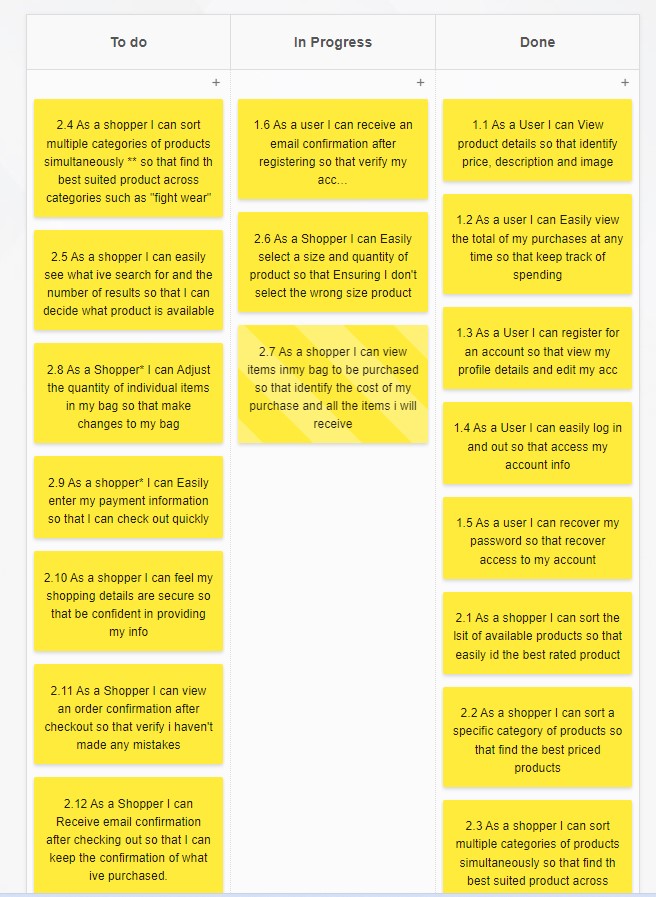 To do
In Progress
Done
+
+
+
2.4 As a shopper I can sort
multiple categories of products
simultaneously ** so that find th
best suited product across
categories such as "fight wear"
2.5 As a shopper I can easily
see what ive search for and the
number of results so that I can
decide what product is available
2.8 As a Shopper* I can Adjust
the quantity of individual items
in my bag so that make
changes to my bag
2.9 As a shopper* I can Easily
enter my payment information
so that I can check out quickly
2.10 As a shopper I can feel my
shopping details are secure so
that be confident in providing
my info
2.11 As a Shopper I can view
an order confirmation after
checkout so that verify i haven't
made any mistakes
2.12 As a Shopper I can
Receive email confirmation
after checking out so that I can
keep the confirmation of what
ive purchased.
1.6 As a user I can receive an
email confirmation after
registering so that verify my
acc...
2.6 As a Shopper I can Easily
select a size and quantity of
product so that Ensuring I don't
select the wrong size product
2.7 As a shopper I can view
items inmy bag to be purchased
so that identify the cost of my
purchase and all the items i will
receive
1.1 As a User I can View
product details so that identify
price, description and image
1.2 As a user I can Easily view
the total of my purchases at any
time so that keep track of
spending
1.3 As a User I can register for
an account so that view my
profile details and edit my acc
1.4 As a User I can easily log in
and out so that access my
account info
1.5 As a user I can recover my
password so that recover
access to my account
2.1 As a shopper I can sort the
lsit of available products so that
easily id the best rated product
2.2 As a shopper I can sort a
specific category of products so
that find the best priced
products
2.3 As a shopper I can sort
multiple categories of products
simultaneously so that find th
best suited product across